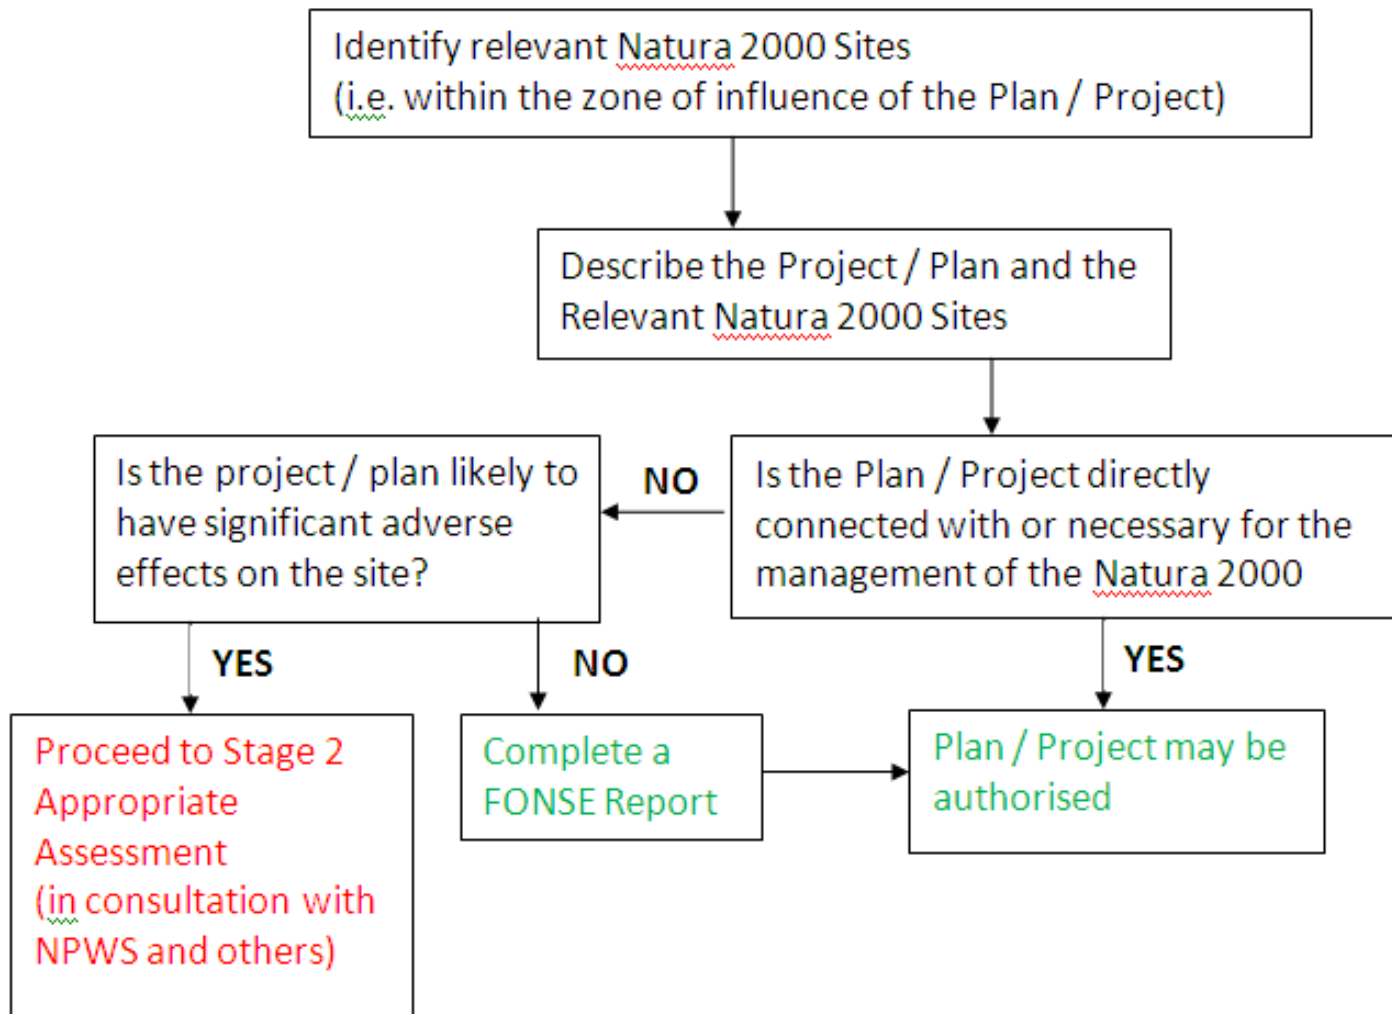 Identify relevant Natura 2000 Sites
(i.e. within the zone of influence of the Plan / Project)
Describe the Project / Plan and the
Relevant Natura 2000 Sites
Is the project / plan likely to
have significant adverse
effects on the site?
NO
Is the Plan / Project directly
connected with or necessary for the
management of the Natura 2000
YES
NO
YES
Proceed to Stage 2
Appropriate
Assessment
(in consultation with
NPWS and others)
Complete a
FONSE Report
Plan / Project may be
authorised